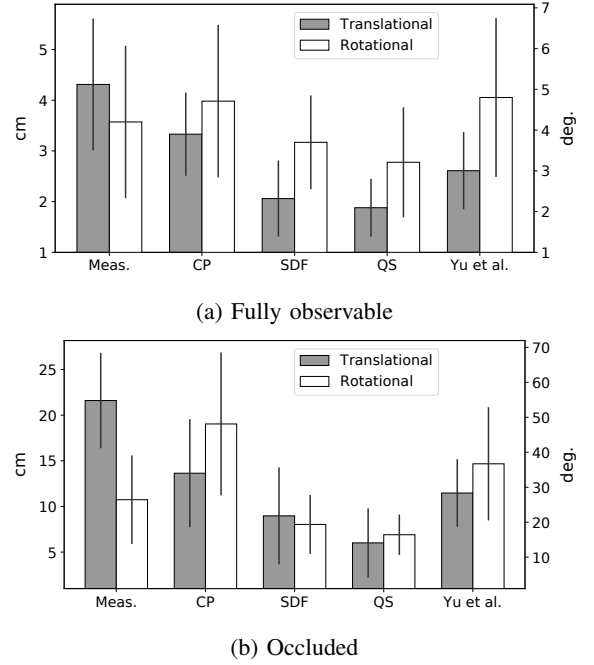 Translational
Rotational
cm
5
4
3
2
1
deg.
7
6
5
4
3
2
1
Meas. CP SDF QS Yu et al.
(a) Fully observable
Translational
Rotational
cm
25
20
15
10
5
deg.
70
60
50
40
30
20
10
Meas. CP SDF QS Yu et al.
(b) Occluded